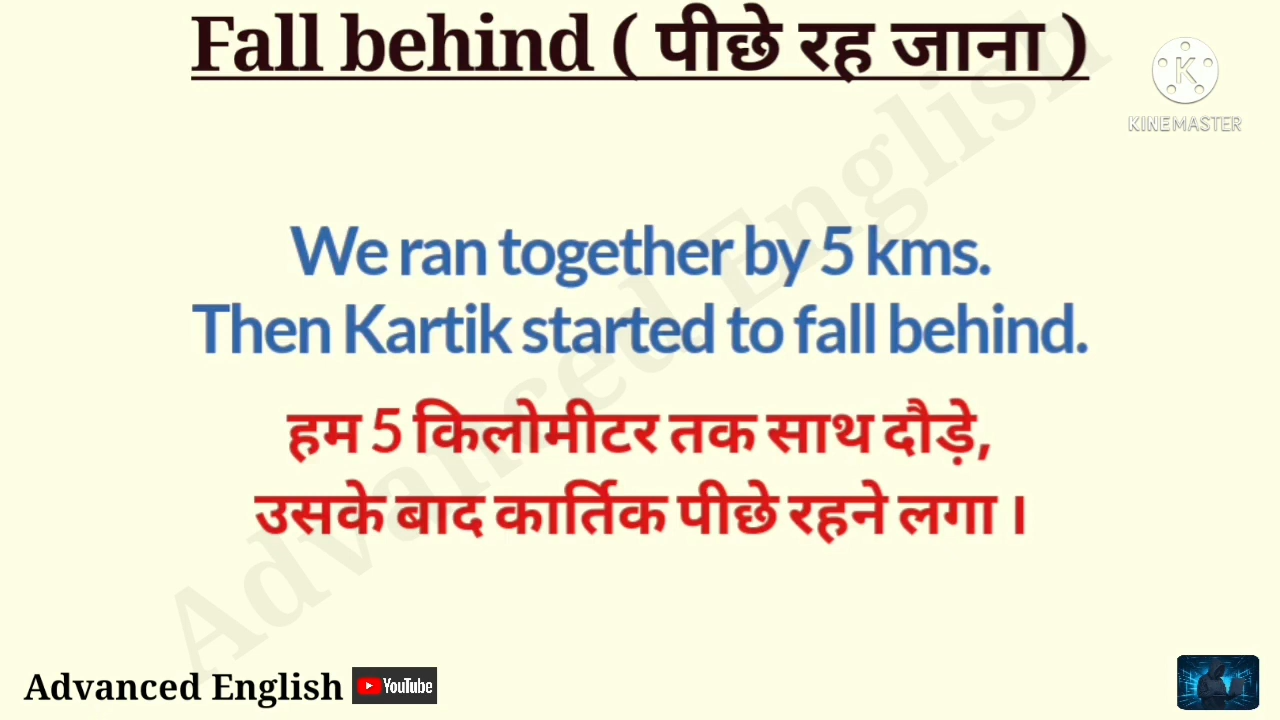 Fall behind ( पीछे रह जाना )
KINEMASTER
We ran together by 5 kms.
Then Kartik started to fall behind.
हम 5 किलोमीटर तक साथ दौड़े,
उसके बाद कार्तिक पीछे रहने लगा ।
Advanced English
Advanced English YouTube